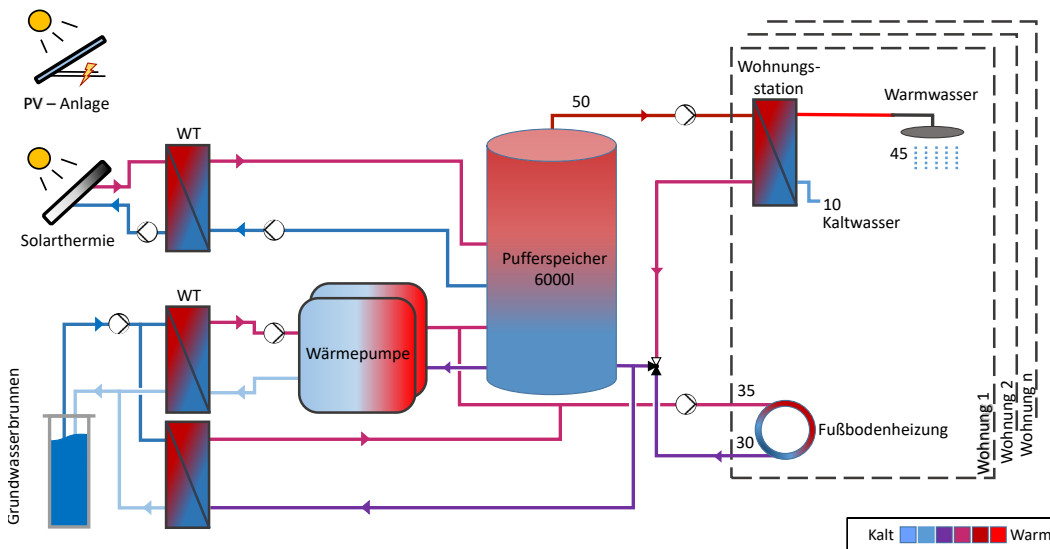 PV – Anlage
WT
Solarthermie
WT
Wärmepumpe
Grundwasserbrunnen
50
Pufferspeicher
6000l
Wohnungs-
station
Warmwasser
45
10
Kaltwasser
35
30
Fußbodenheizung
Wohnung 1
Wohnung 2
Wohnung n
Kalt
Warm